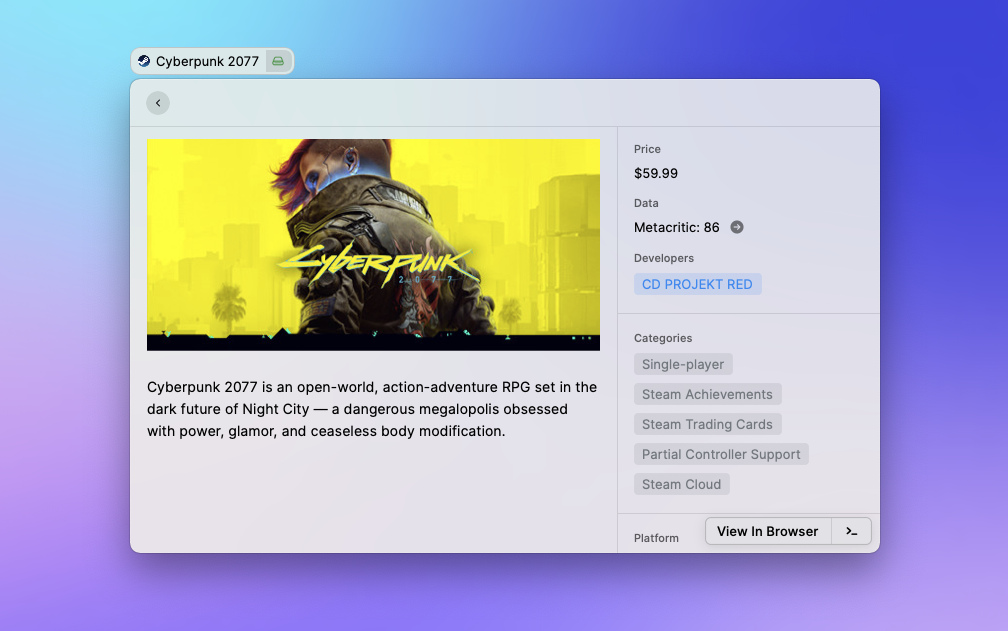 Cyberpunk 2077
CYBERPUNK
2077
Cyberpunk 2077 is an open-world, action-adventure RPG set in the
dark future of Night City — a dangerous megalopolis obsessed
with power, glamor, and ceaseless body modification.
Price
$59.99
Data
Metacritic: 86
Developers
CD PROJEKT RED
Categories
Single-player
Steam Achievements
Steam Trading Cards
Partial Controller Support
Steam Cloud
Platform
View In Browser